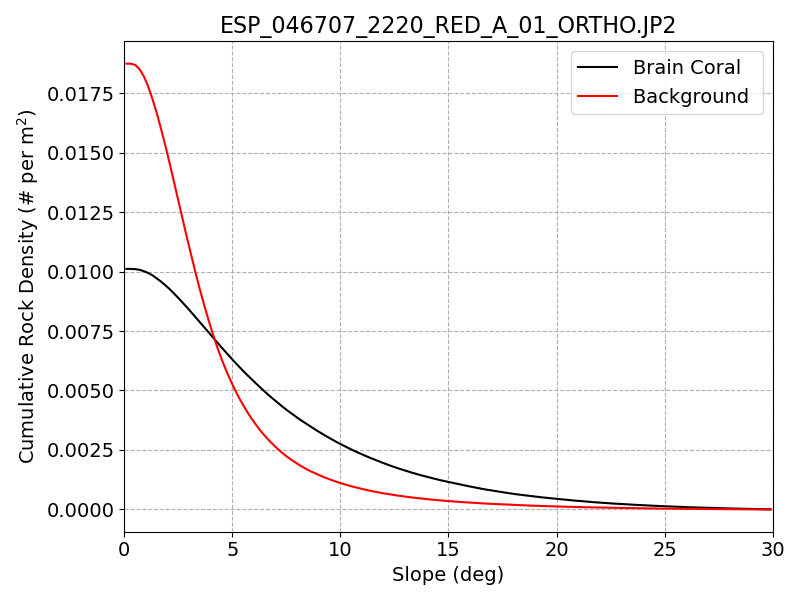 ESP_046707_2220_RED_A_01_ORTHO.JP2
Brain Coral
Background
Cumulative Rock Density (# per m²)
0.0175
0.0150
0.0125
0.0100
0.0075
0.0050
0.0025
0.0000
0 5 10 15 20 25 30
Slope (deg)